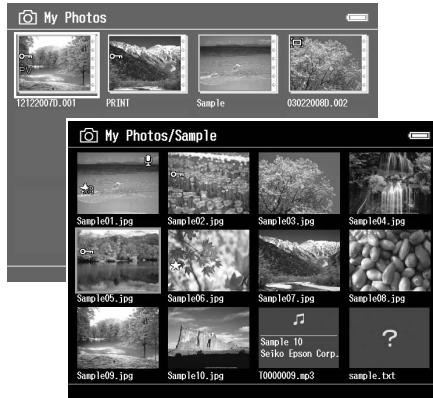 My Photos
12122007D.001 PRINT Sample 03022008D.002
My Photos/Sample
Sample01.jpg Sample02.jpg Sample03.jpg Sample04.jpg
Sample05.jpg Sample06.jpg Sample07.jpg Sample08.jpg
Sample 10
Seiko Epson Corp.
?
Sample09.jpg Sample10.jpg T0000009.mp3 sample.txt